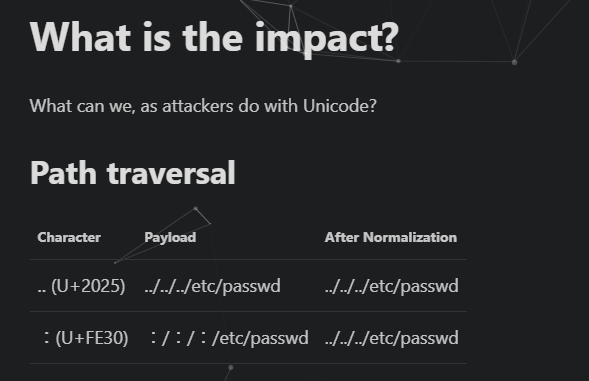 What is the impact?
What can we, as attackers do with Unicode?
Path traversal
Character Payload After Normalization
‥ (U+2025) ‥/‥/‥/etc/passwd ../../../etc/passwd
︰(U+FE30) ︰/︰/︰/etc/passwd ../../../etc/passwd